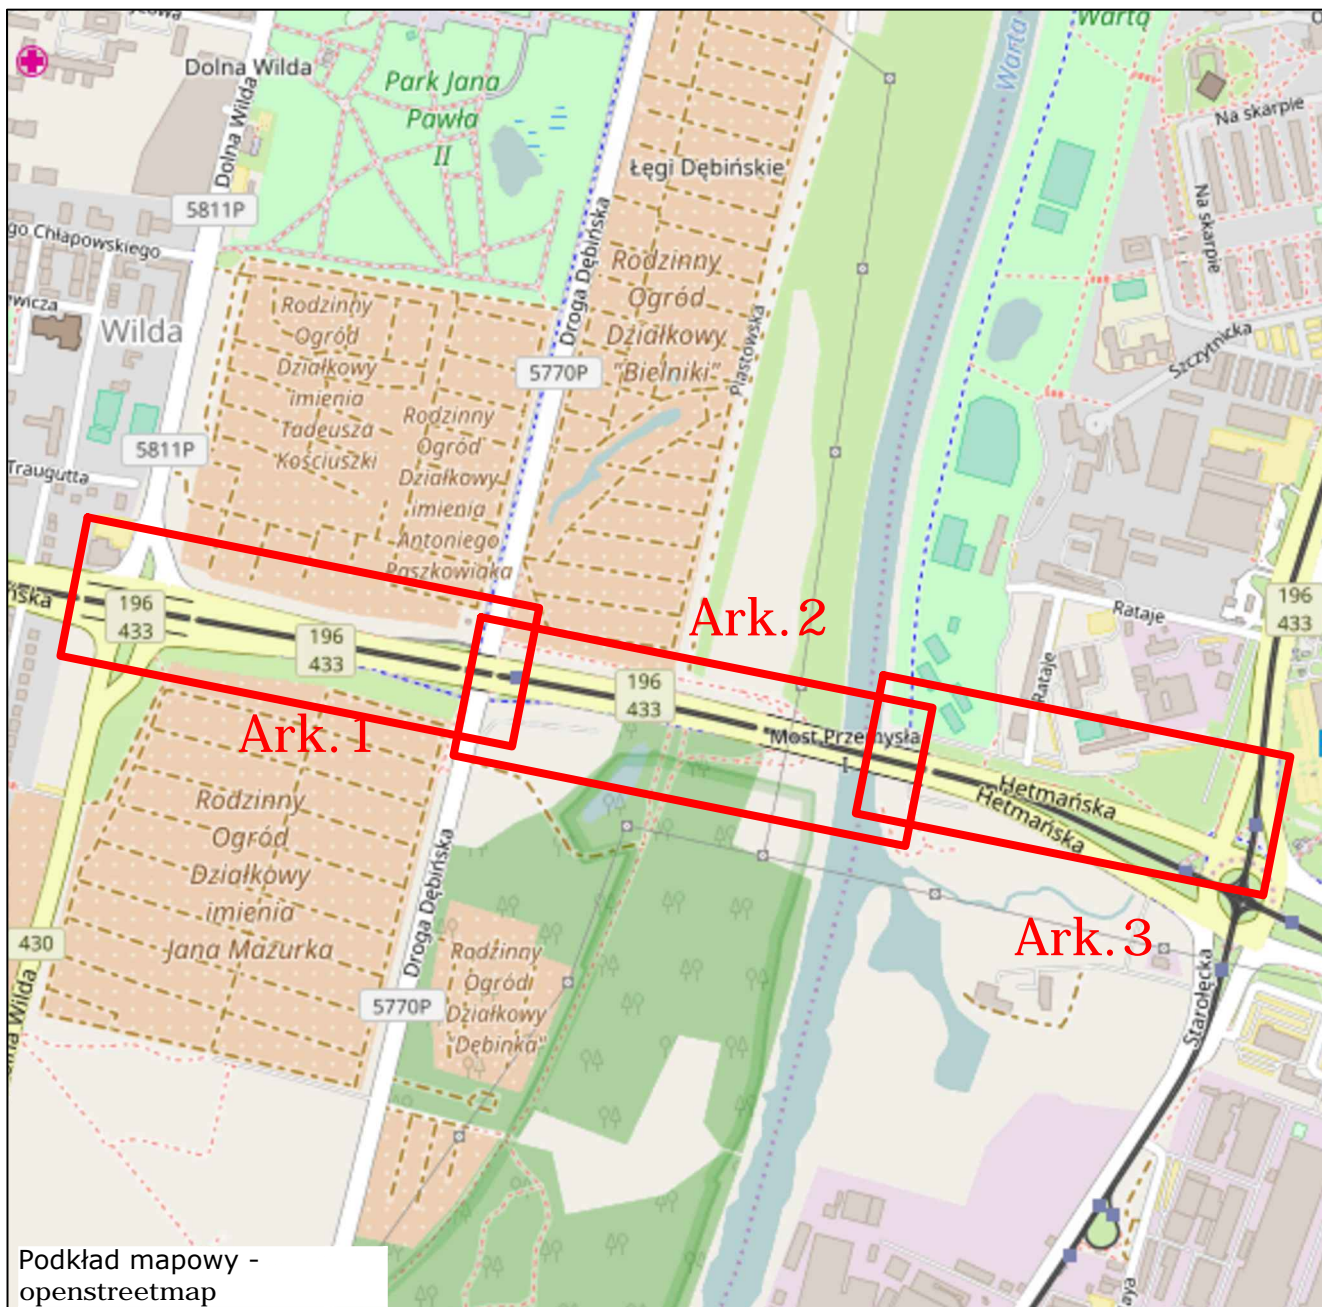 Dolna Wilda
Dolna Wilda
Park Jana
Pawła
II
5811P
go Chłapowskiego
wicza
Wilda
Łęgi Dębińskie
Droga Dębińska
Rodzinny
Ogród
Działkowy
"Bielniki"
Piastowska
Warta
Wartą
Na skarpie
Na skarpie
Szczytnicka
Rodzinny
Ogród
Działkowy
imienia
Tadeusza
Kościuszki
5770P
Rodzinny
Ogród
Działkowy
imienia
Antoniego
Paszkowiaka
5811P
Traugutta
ńska
196
433
196
433
Ark. 1
Ark. 2
196
433
Most Przemysła
I
Rataje
Rataje
196
433
Hetmańska
Hetmańska
Ark. 3
Rodzinny
Ogród
Działkowy
imienia
Jana Mazurka
430
Droga Dębińska
5770P
Rodzinny
Ogród
Działkowy
"Dębinka"
Starołęcka
Podkład mapowy -
openstreetmap